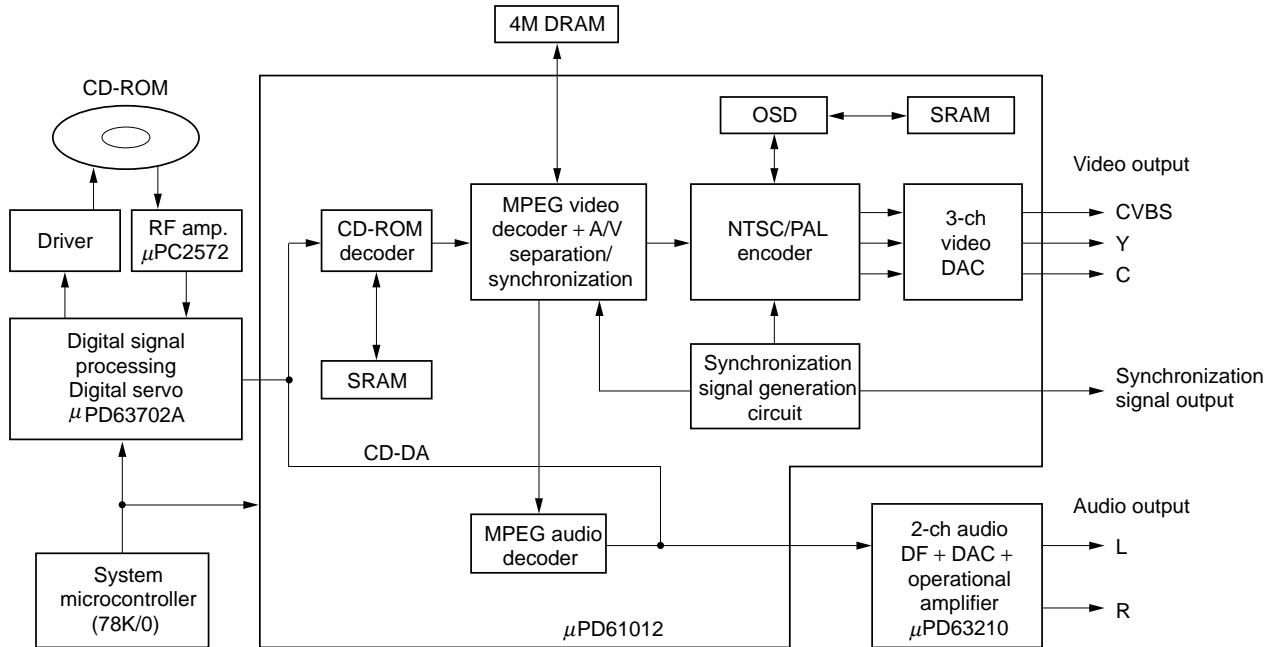 4M DRAM
CD-ROM
OSD
SRAM
Video output
Driver
RF amp.
μPC2572
CD-ROM
decoder
MPEG video
decoder + A/V
separation/
synchronization
NTSC/PAL
encoder
3-ch
video
DAC
CVBS
Y
C
Digital signal
processing
Digital servo
μPD63702A
SRAM
Synchronization
signal generation
circuit
Synchronization
signal output
CD-DA
Audio output
MPEG audio
decoder
2-ch audio
DF + DAC +
operational
amplifier
μPD63210
L
R
System
microcontroller
(78K/0)
μPD61012